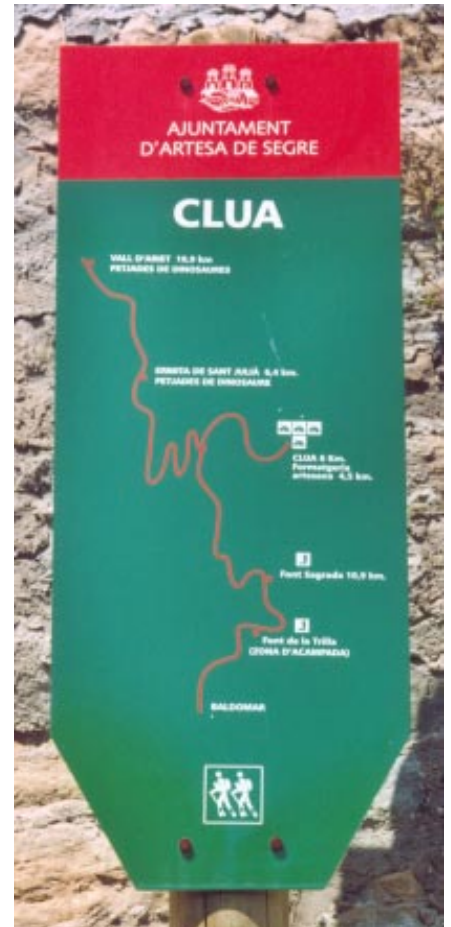 AJUNTAMENT
D'ARTESA DE SEGRE
CLUA
VALL D'ARIET 10,9 km
PETJADES DE DINOSAURES
ERMITA DE SANT JULIÀ 6,4 km.
PETJADES DE DINOSAURE
CLUA 6 Km.
Formatgeria
artesana 4,5 km.
Font Sagrada 10,9 km.
Font de la Trilla
(ZONA D'ACAMPADA)
BALDOMAR